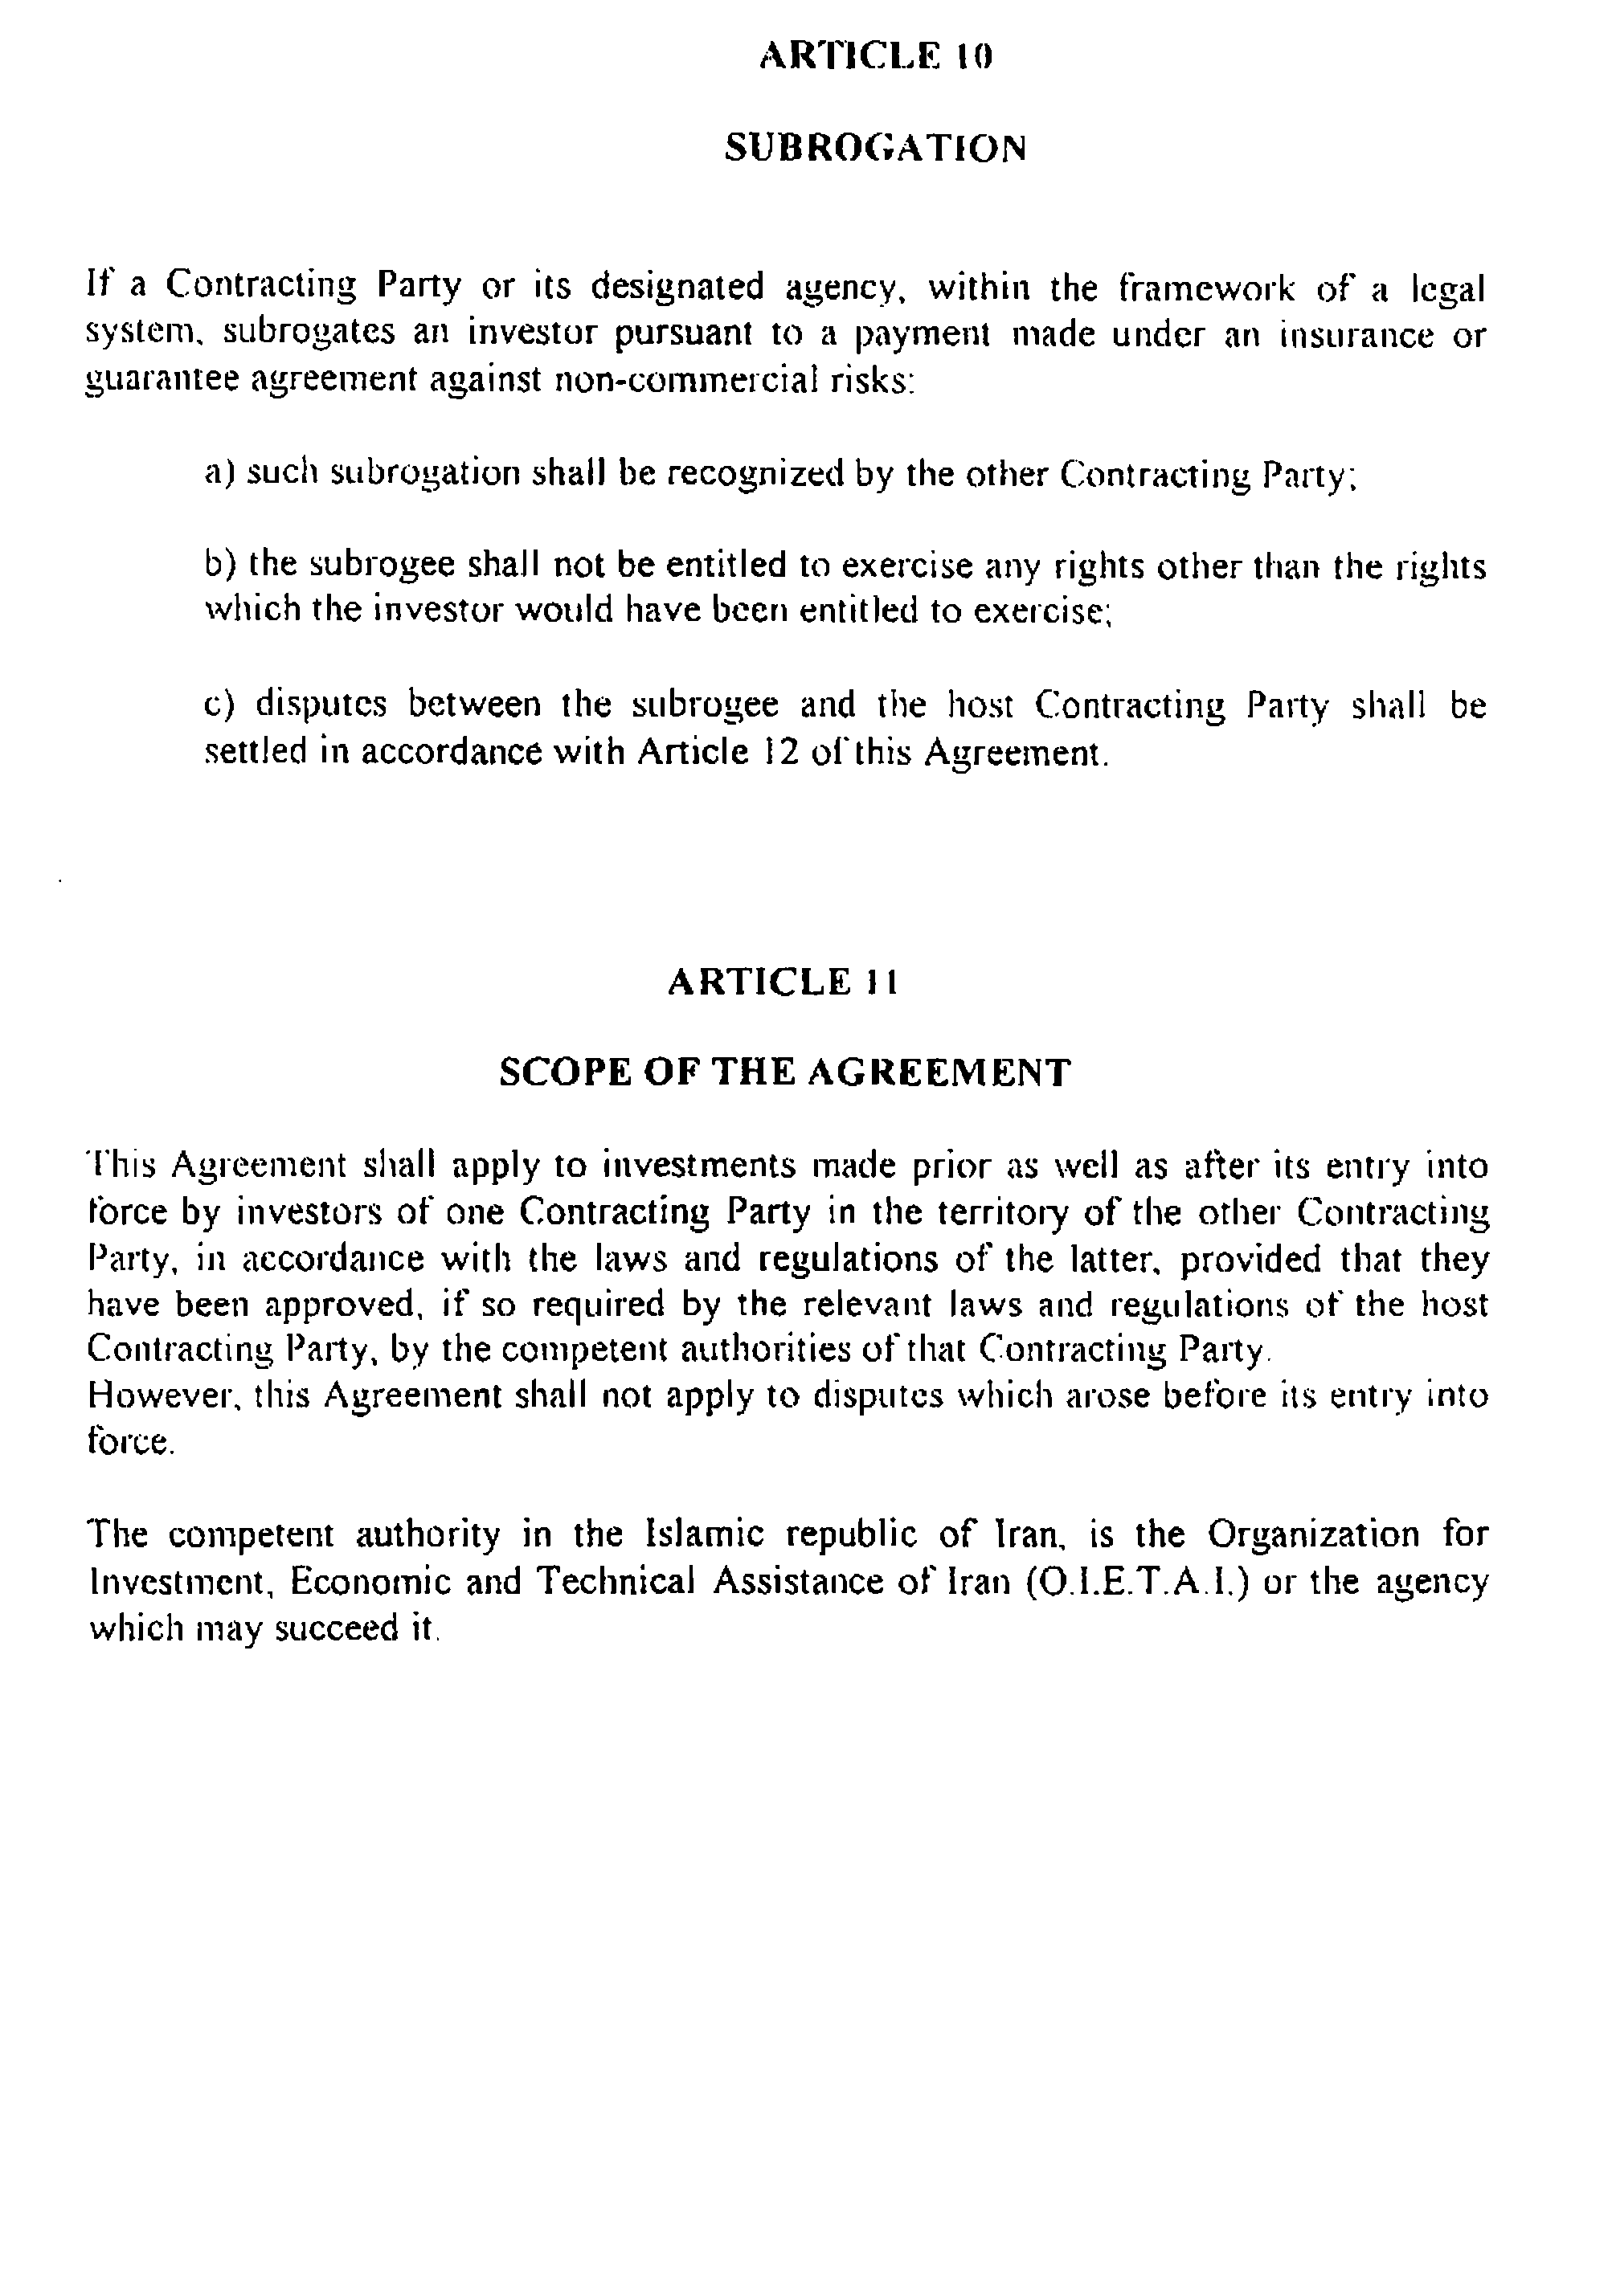 ARTICLE 10
SUBROGATION
If a Contracting Party or its designated agency, within the framework of a legal
system, subrogates an investor pursuant to a payment made under an insurance or
guarantee agreement against non-commercial risks:
a) such subrogation shall be recognized by the other Contracting Party;
b) the subrogee shall not be entitled to exercise any rights other than the rights
which the investor would have been entitled to exercise;
c) disputes between the subrogee and the host Contracting Party shall be
settled in accordance with Article 12 of this Agreement.
ARTICLE 11
SCOPE OF THE AGREEMENT
This Agreement shall apply to investments made prior as well as after its entry into
force by investors of one Contracting Party in the territory of the other Contracting
Party, in accordance with the laws and regulations of the latter, provided that they
have been approved, if so required by the relevant laws and regulations of the host
Contracting Party, by the competent authorities of that Contracting Party.
However, this Agreement shall not apply to disputes which arose before its entry into
force.
The competent authority in the Islamic republic of Iran, is the Organization for
Investment, Economic and Technical Assistance of Iran (O.I.E.T.A.I.) or the agency
which may succeed it.